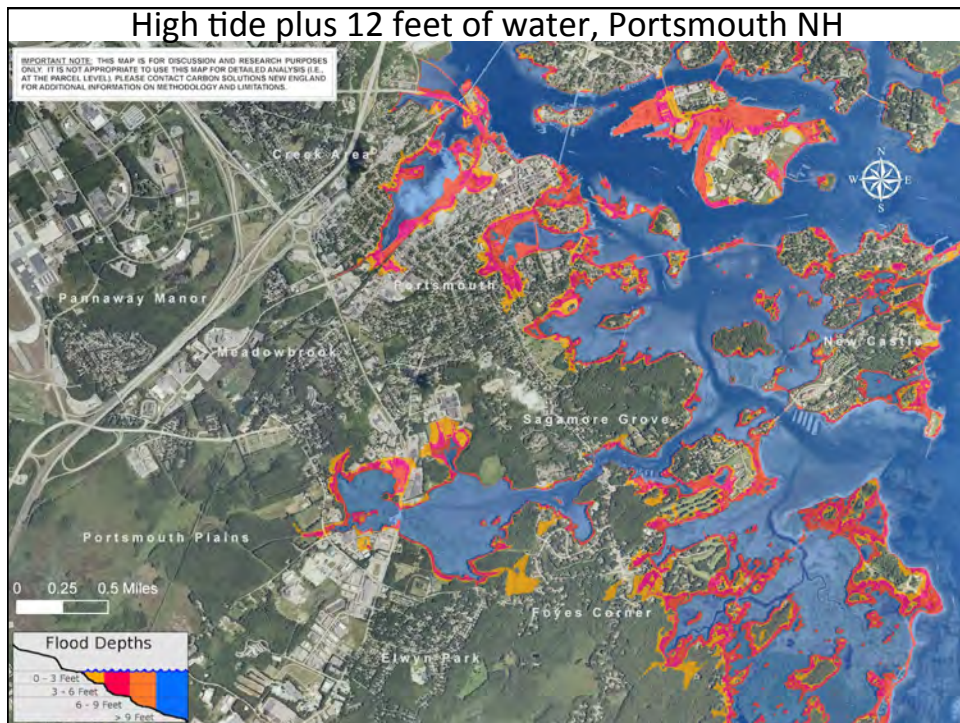 High tide plus 12 feet of water, Portsmouth NH
IMPORTANT NOTE: THIS MAP IS FOR DISCUSSION AND RESEARCH PURPOSES
ONLY. IT IS NOT APPROPRIATE TO USE THIS MAP FOR DETAILED ANALYSIS (I.E.,
AT THE PARCEL LEVEL). PLEASE CONTACT CARBON SOLUTIONS NEW ENGLAND
FOR ADDITIONAL INFORMATION ON METHODOLOGY AND LIMITATIONS.
Creek Area
N
W E
S
Pannaway Manor
Portsmouth
Meadowbrook
New Castle
Sagamore Grove
Portsmouth Plains
0 0.25 0.5 Miles
Foyes Corner
Elwyn Park
Flood Depths
0 - 3 Feet
3 - 6 Feet
6 - 9 Feet
> 9 Feet